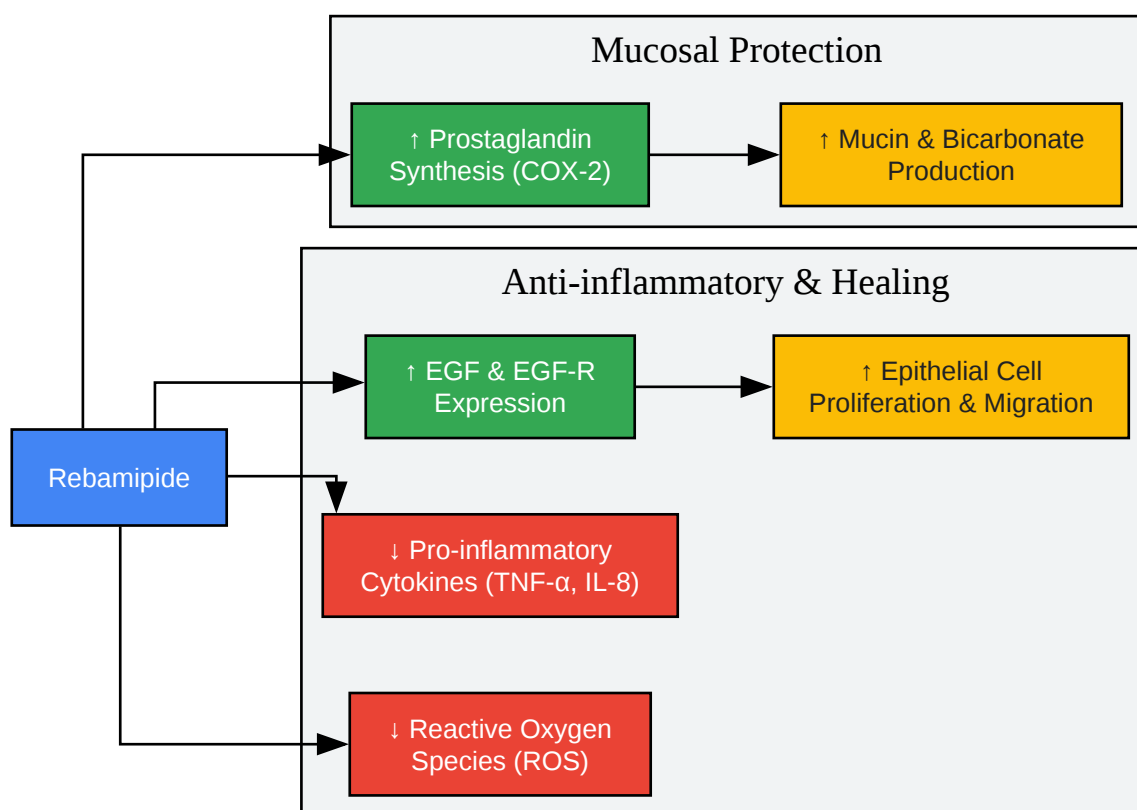 Mucosal Protection
↑ Prostaglandin
Synthesis (COX-2)
↑ Mucin & Bicarbonate
Production
Anti-inflammatory & Healing
↑ EGF & EGF-R
Expression
↑ Epithelial Cell
Proliferation & Migration
Rebamipide
↓ Pro-inflammatory
Cytokines (TNF-α, IL-8)
↓ Reactive Oxygen
Species (ROS)